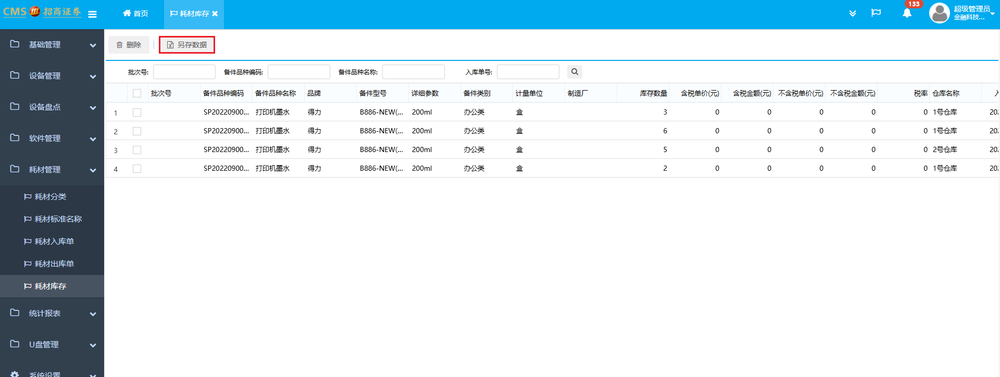 CMS 招商证券 首页 耗材库存 133 超级管理员
金融科技...
删除 另存数据
批次号: 备件品种编码: 备件品种名称: 入库单号:
批次号 备件品种编码 备件品种名称 品牌 备件型号 详细参数 备件类别 计量单位 制造厂 库存数量 含税单价(元) 含税金额(元) 不含税单价(元) 不含税金额(元) 税率 仓库名称 入
1 SP20220900... 打印机墨水 得力 B886-NEW(... 200ml 办公类 盒 3 0 0 0 0 0 1号仓库 202
2 SP20220900... 打印机墨水 得力 B886-NEW(... 200ml 办公类 盒 6 0 0 0 0 0 1号仓库 202
3 SP20220900... 打印机墨水 得力 B886-NEW(... 200ml 办公类 盒 5 0 0 0 0 0 2号仓库 202
4 SP20220900... 打印机墨水 得力 B886-NEW(... 200ml 办公类 盒 2 0 0 0 0 0 1号仓库 202
基础管理
设备管理
设备盘点
软件管理
耗材管理
耗材分类
耗材标准名称
耗材入库单
耗材出库单
耗材库存
统计报表
U盘管理
系统设置